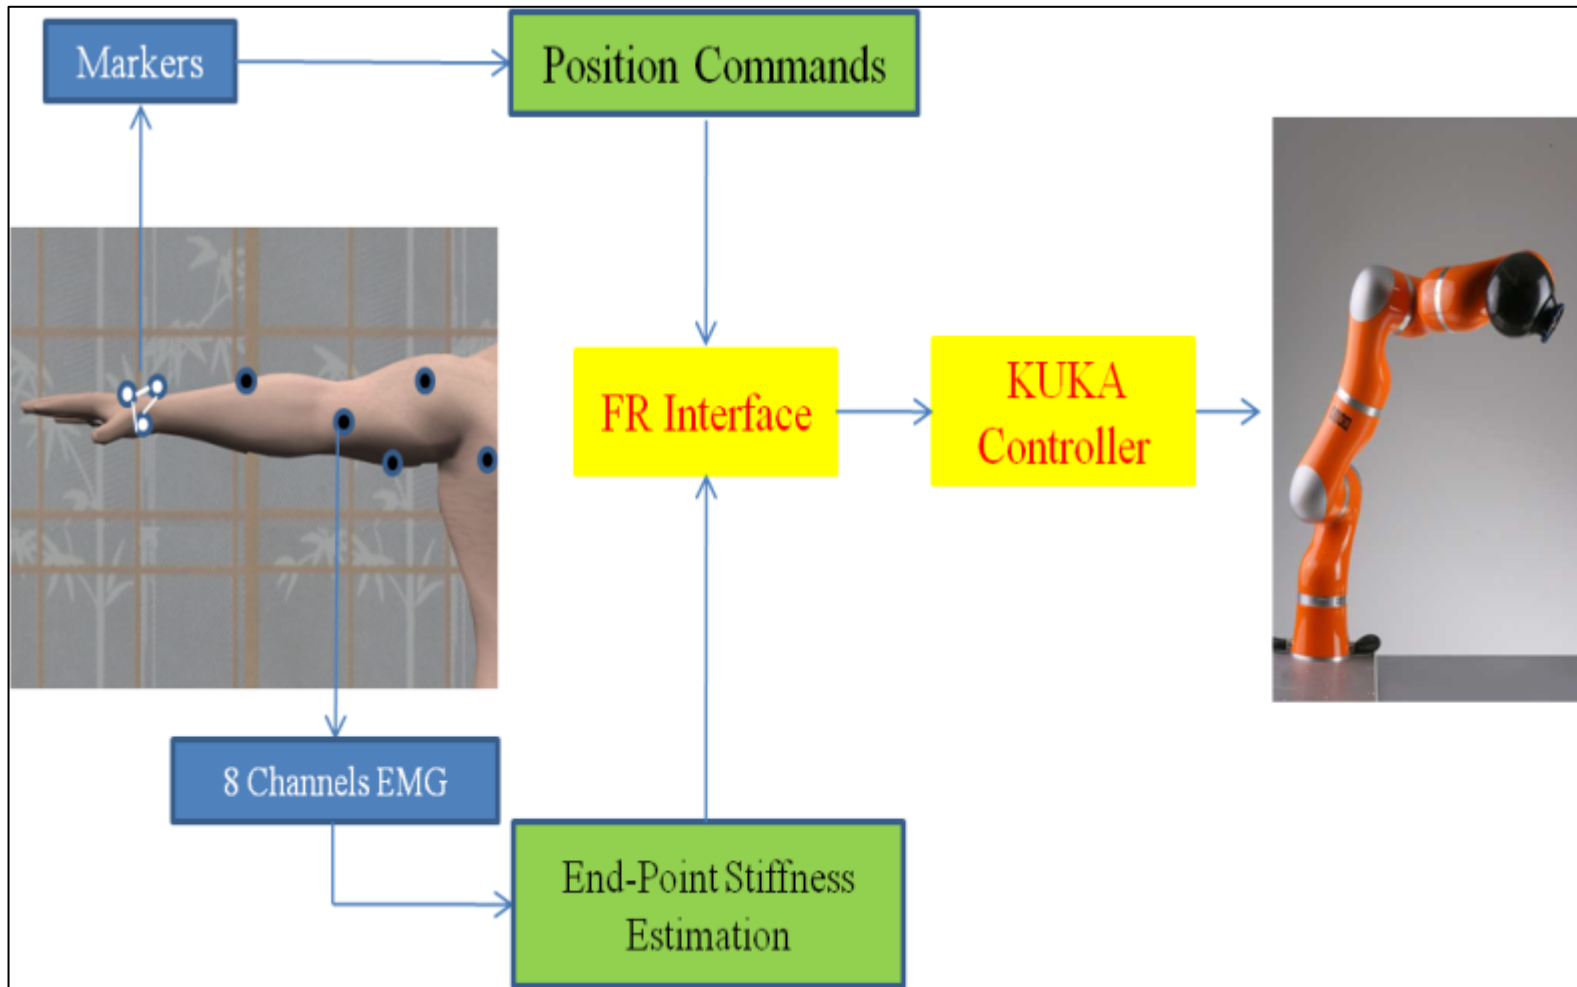 Markers
Position Commands
FR Interface
KUKA
Controller
8 Channels EMG
End-Point Stiffness
Estimation